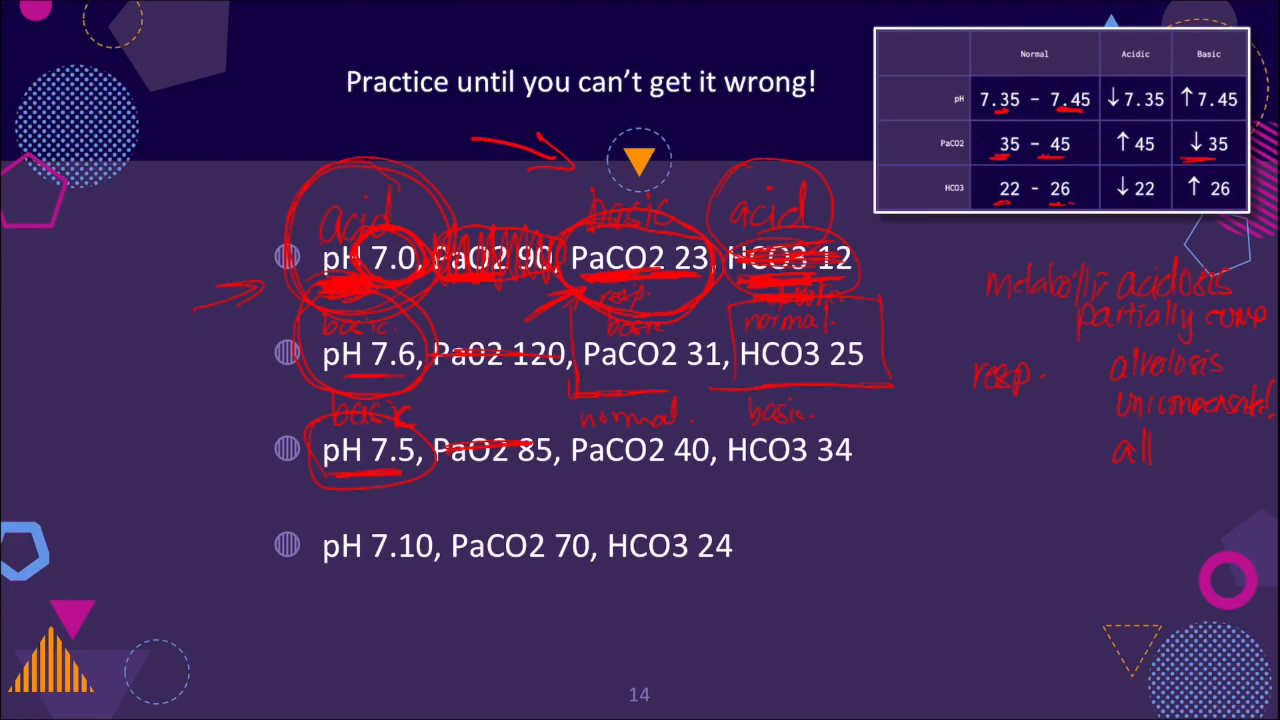 Practice until you can't get it wrong!
Normal Acidic Basic
pH 7.35 - 7.45 ↓7.35 ↑7.45
PaCO2 35 - 45 ↑45 ↓35
HCO3 22 - 26 ↓22 ↑26
acid basic acid
pH 7.0, PaO2 90, PaCO2 23, HCO3 12
resp.
metabollic acidosis
partially comp
basic. basic normal.
pH 7.6, Pa02 120, PaCO2 31, HCO3 25
resp. alvolosis
basic normal. basic.
pH 7.5, PaO2 85, PaCO2 40, HCO3 34
all
pH 7.10, PaCO2 70, HCO3 24
14